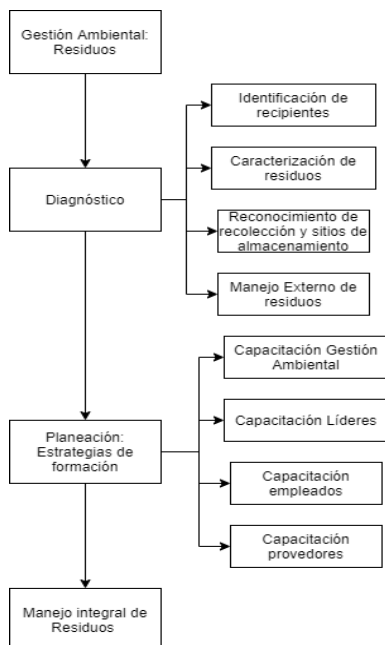 Gestión Ambiental:
Residuos
Identificación de
recipientes
Caracterización de
residuos
Diagnóstico
Reconocimiento de
recolección y sitios de
almacenamiento
Manejo Externo de
residuos
Capacitación Gestión
Ambiental
Capacitación Líderes
Planeación:
Estrategias de
formación
Capacitación
empleados
Capacitación
provedores
Manejo integral de
Residuos